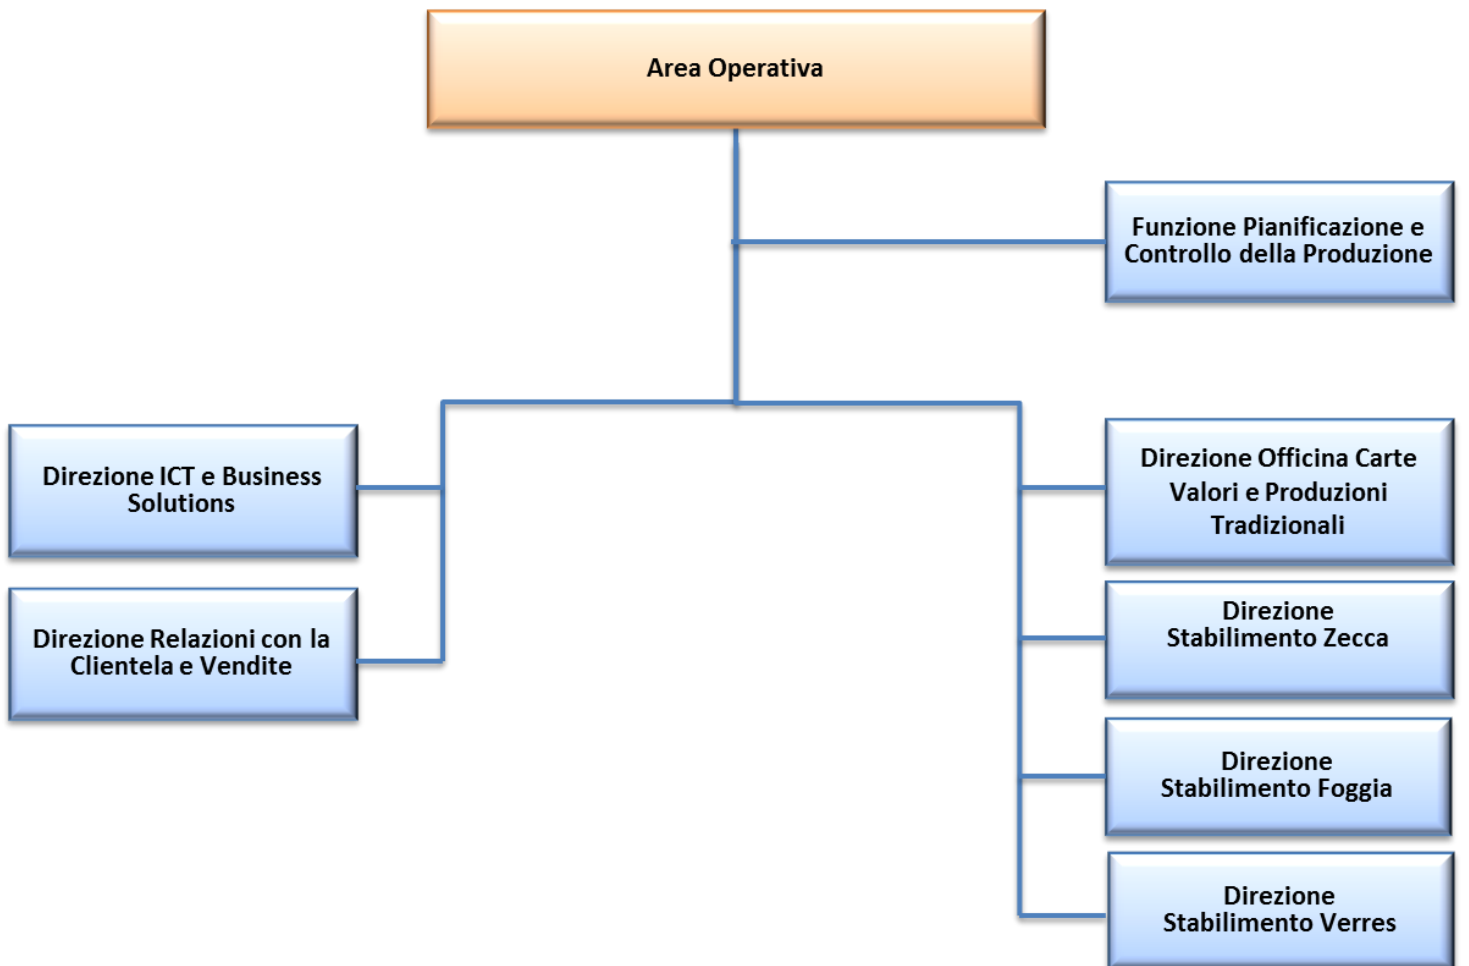 Area Operativa
Funzione Pianificazione e
Controllo della Produzione
Direzione ICT e Business
Solutions
Direzione Relazioni con la
Clientela e Vendite
Direzione Officina Carte
Valori e Produzioni
Tradizionali
Direzione
Stabilimento Zecca
Direzione
Stabilimento Foggia
Direzione
Stabilimento Verres